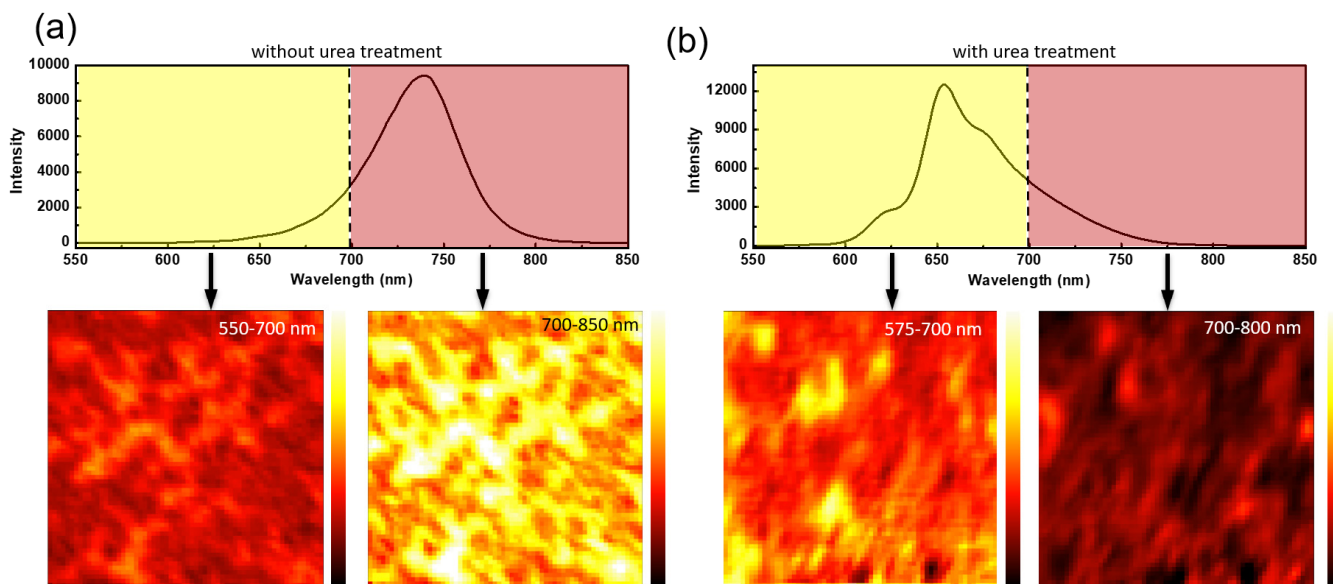 (a)
without urea treatment
10000
8000
6000
4000
2000
0
Intensity
550 600 650 700 750 800 850
Wavelength (nm)
550-700 nm
700-850 nm
(b)
with urea treatment
12000
9000
6000
3000
0
Intensity
550 600 650 700 750 800 850
Wavelength (nm)
575-700 nm
700-800 nm